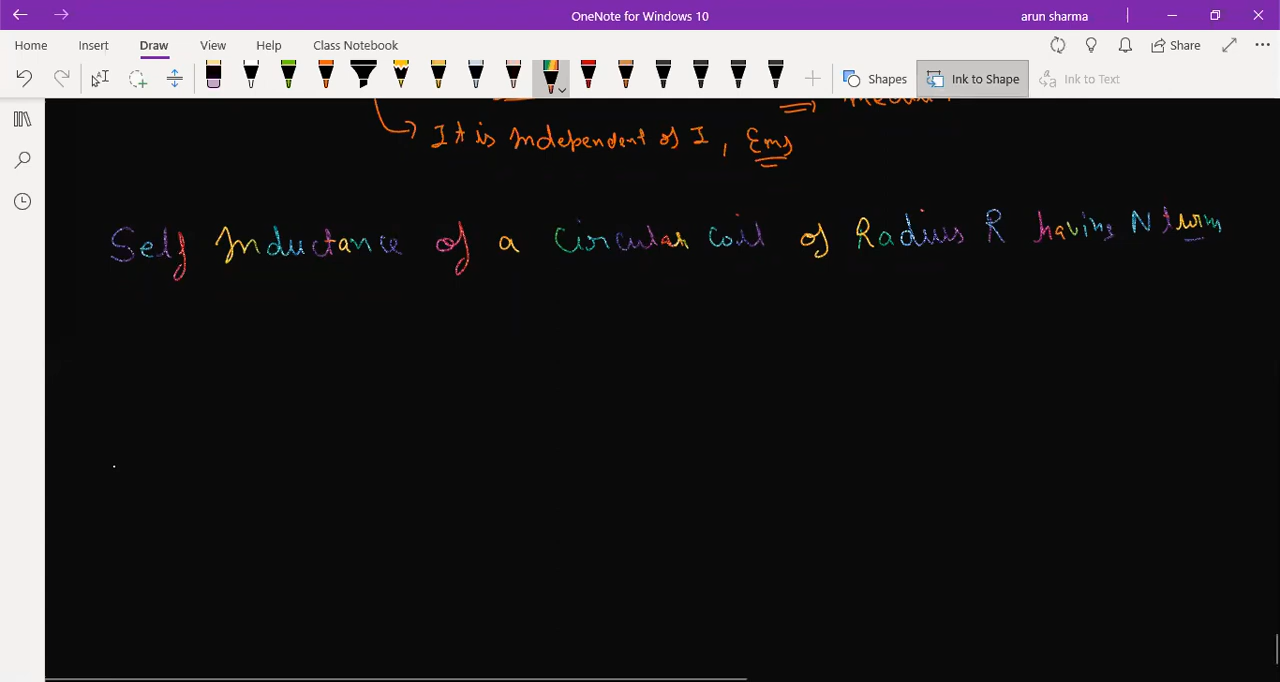 OneNote for Windows 10
arun sharma
Home Insert Draw View Help Class Notebook
Share
Shapes Ink to Shape Ink to Text
It is Independent of I, Emf
Self Inductance of a Circular Coil of Radius R having N turn